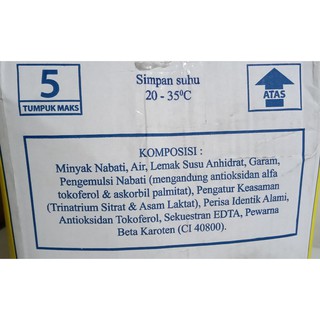 5
TUMPUK MAKS
Simpan suhu
20 - 35°C
ATAS
KOMPOSISI :
Minyak Nabati, Air, Lemak Susu Anhidrat, Garam,
Pengemulsi Nabati (mengandung antioksidan alfa
tokoferol & askorbil palmitat), Pengatur Keasaman
(Trinatrium Sitrat & Asam Laktat), Perisa Identik Alami,
Antioksidan Tokoferol, Sekuestran EDTA, Pewarna
Beta Karoten (CI 40800).